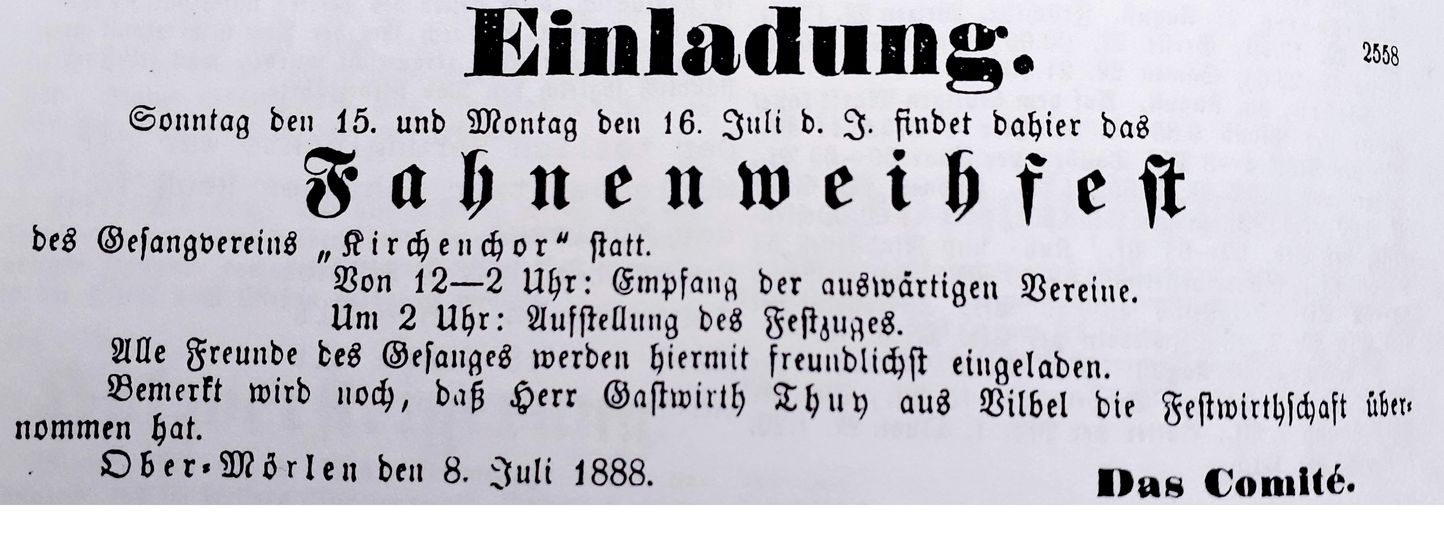 Einladung.
2558
Sonntag den 15. und Montag den 16. Juli d. J. findet dahier das
Fahnenweihfest
des Gesangvereins „Kirchenchor“ statt.
Von 12—2 Uhr: Empfang der auswärtigen Vereine.
Um 2 Uhr: Aufstellung des Festzuges.
Alle Freunde des Gesanges werden hiermit freundlichst eingeladen.
Bemerkt wird noch, daß Herr Gastwirth Thuy aus Vilbel die Festwirthschaft über-
nommen hat.
Ober-Mörlen den 8. Juli 1888.
Das Comité.